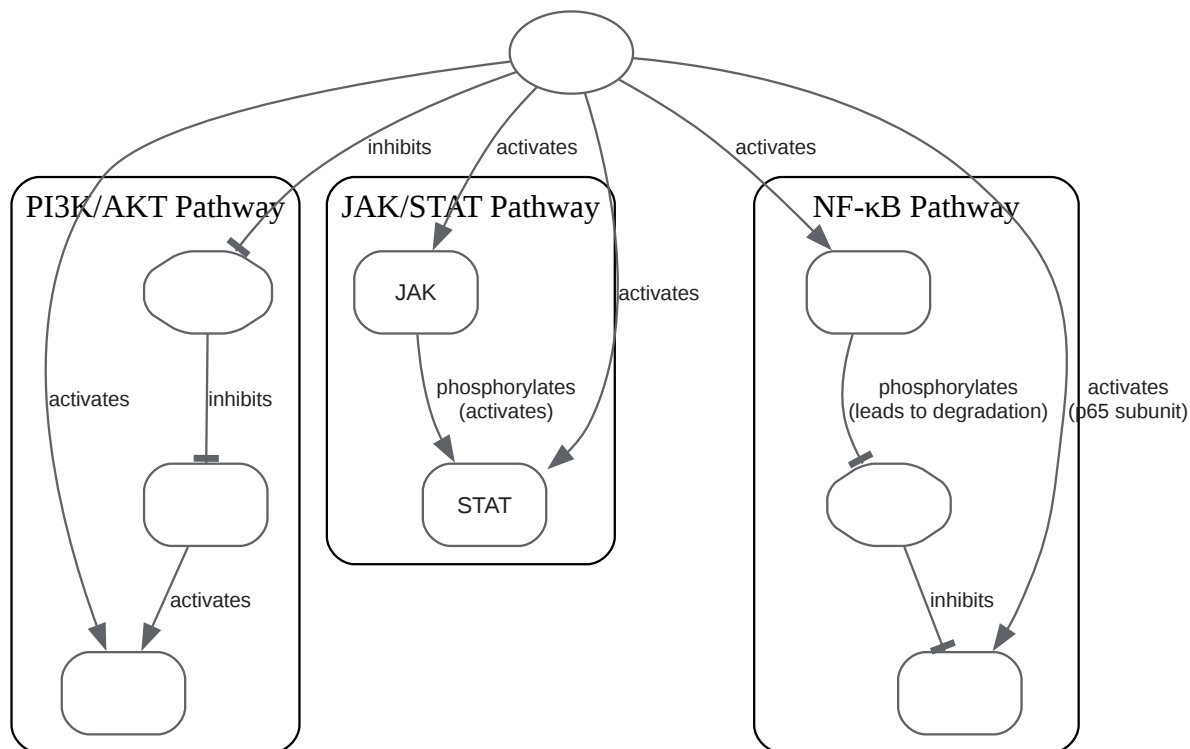 inhibits
activates
activates
PI3K/AKT Pathway
JAK/STAT Pathway
NF-κB Pathway
JAK
activates
activates
inhibits
phosphorylates
(activates)
phosphorylates
(leads to degradation)
activates
(p65 subunit)
STAT
activates
inhibits